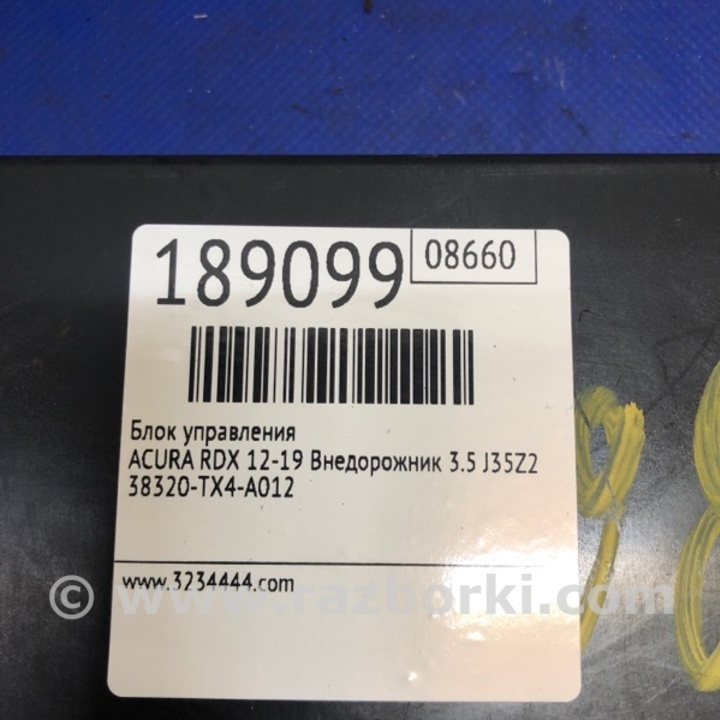 189099
08660
Блок управления
ACURA RDX 12-19 Внедорожник 3.5 J35Z2
38320-TX4-A012
www.3234444.com
© www.razborki.com